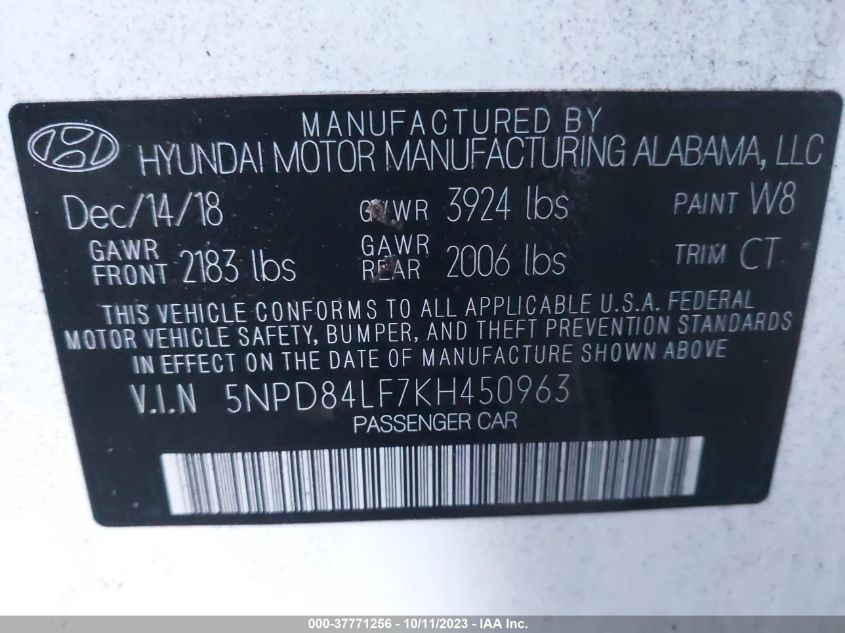 MANUFACTURED BY
HYUNDAI MOTOR MANUFACTURING ALABAMA, LLC
Dec/14/18 GVWR 3924 lbs PAINT W8
GAWR FRONT 2183 lbs GAWR REAR 2006 lbs TRIM CT
THIS VEHICLE CONFORMS TO ALL APPLICABLE U.S.A. FEDERAL
MOTOR VEHICLE SAFETY, BUMPER, AND THEFT PREVENTION STANDARDS
IN EFFECT ON THE DATE OF MANUFACTURE SHOWN ABOVE
V.I.N 5NPD84LF7KH450963
PASSENGER CAR
000-37771256 - 10/11/2023 - IAA Inc.